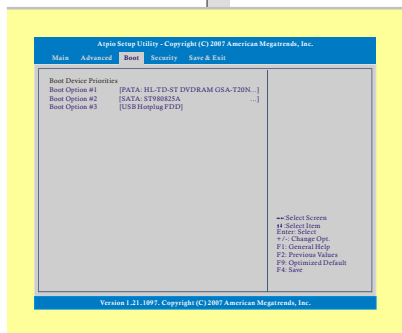 Atpio Setup Utility - Copyright (C) 2007 American Megatrends, Inc.
Main Advanced Boot Security Save & Exit
Boot Device Priorities
Boot Option #1 [PATA: HL-TD-ST DVDRAM GSA-T20N...]
Boot Option #2 [SATA: ST980825A ...]
Boot Option #3 [USB Hotplug FDD]
↔:Select Screen
↑↓:Select Item
Enter: Select
+/-: Change Opt.
F1: General Help
F2: Previous Values
F9: Optimized Default
F4: Save
Version 1.21.1097. Copyright (C) 2007 American Megatrends, Inc.